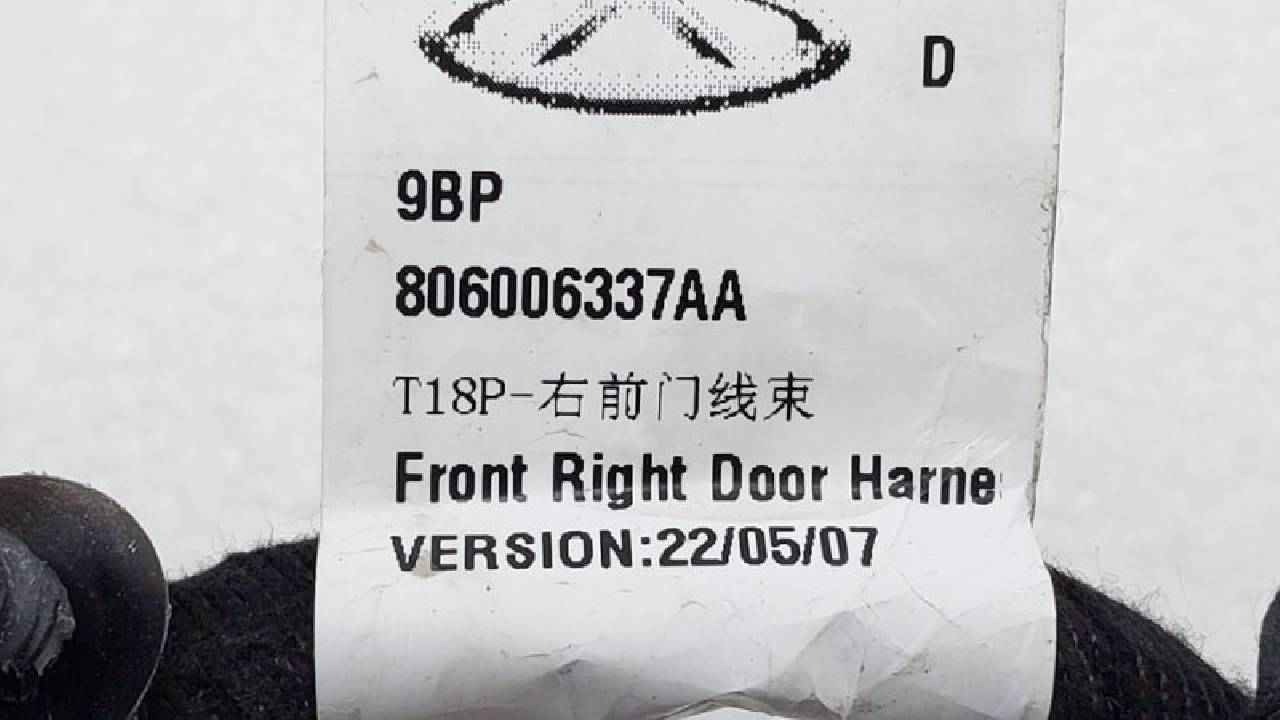 D
9BP
806006337AA
T18P-右前门线束
Front Right Door Harne
VERSION:22/05/07